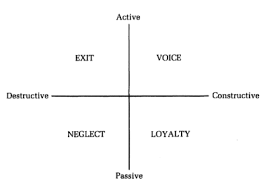 Active
EXIT VOICE
Destructive Constructive
NEGLECT LOYALTY
Passive